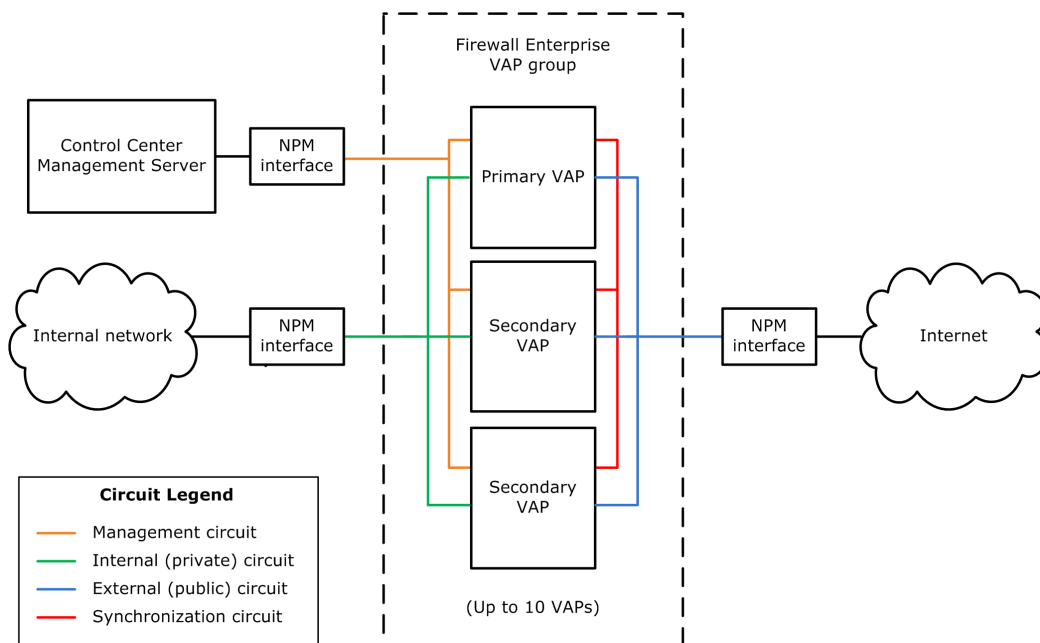 Firewall Enterprise
VAP group
Control Center
Management Server
NPM
interface
Primary VAP
Internal network
NPM
interface
Secondary
VAP
NPM
interface
Internet
Secondary
VAP
(Up to 10 VAPs)
Circuit Legend
Management circuit
Internal (private) circuit
External (public) circuit
Synchronization circuit